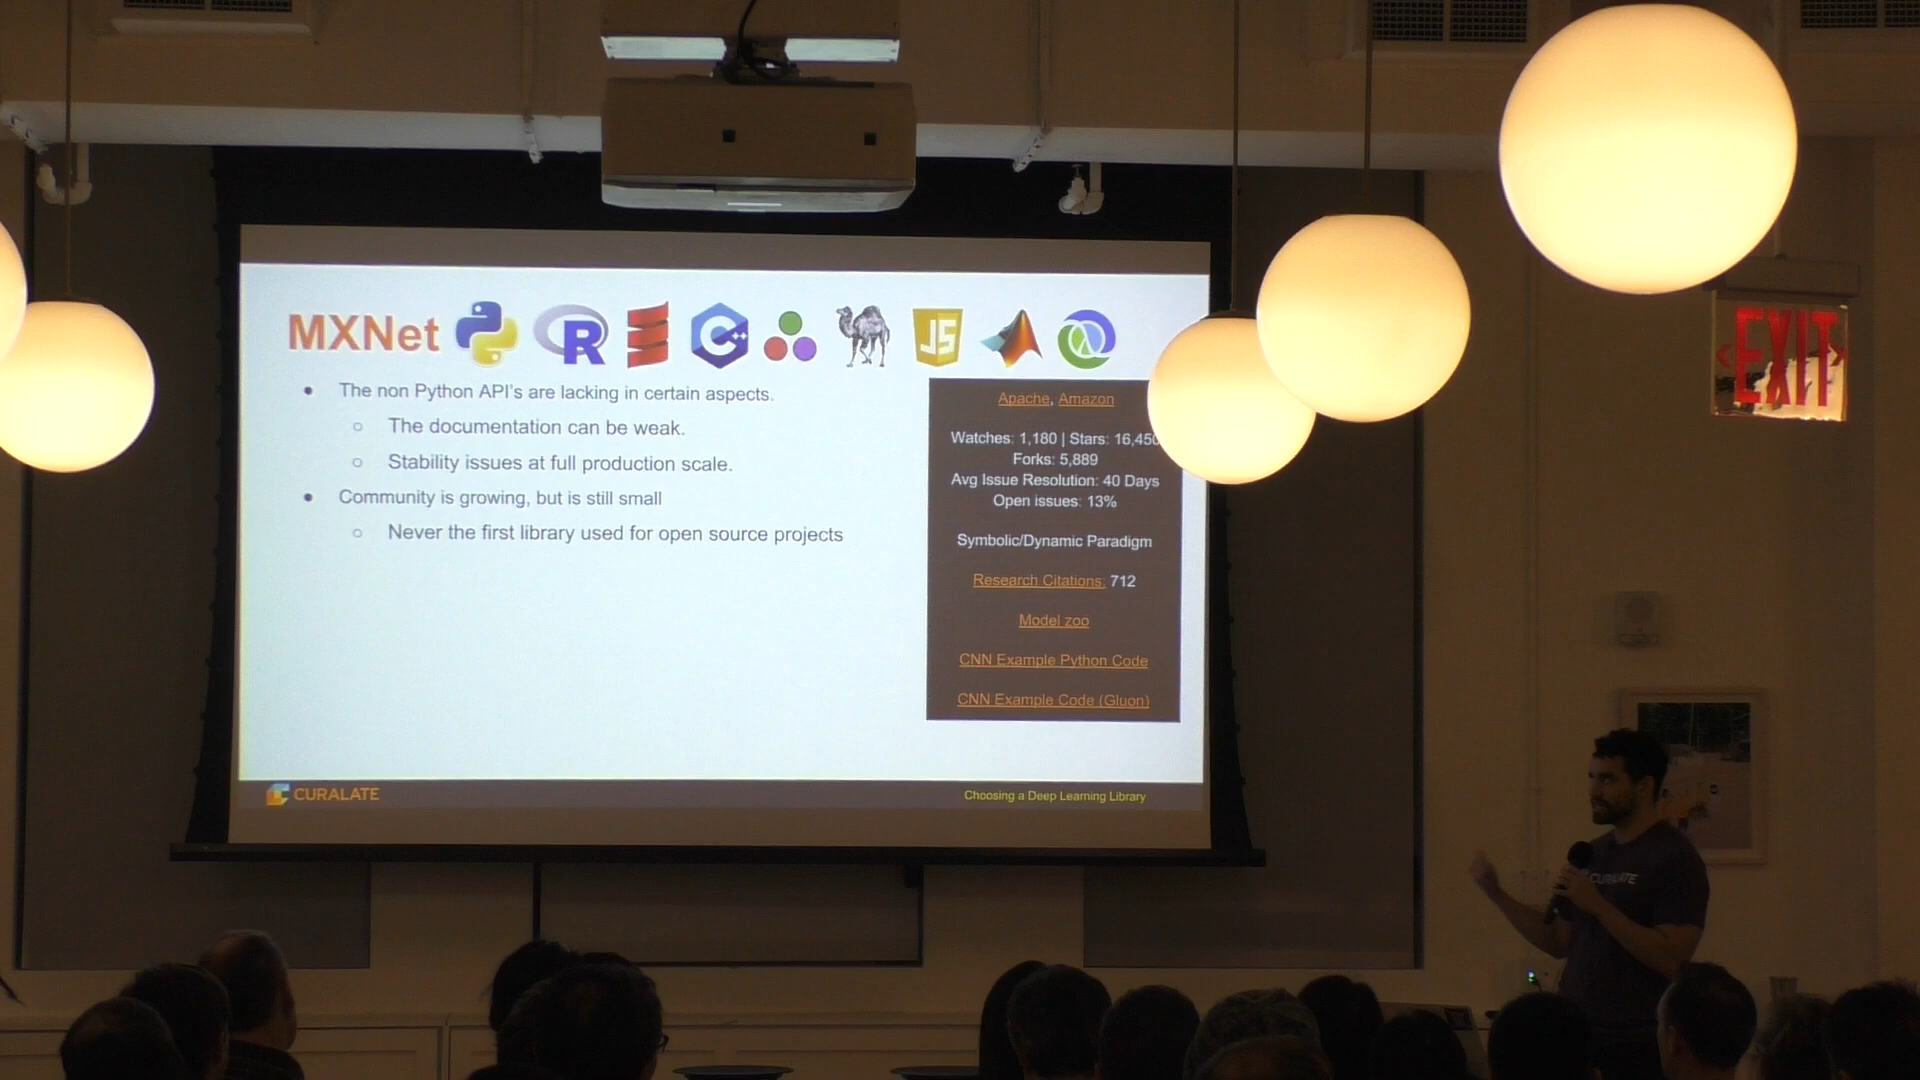 MXNet
R
C++
JS
The non Python API's are lacking in certain aspects.
The documentation can be weak.
Stability issues at full production scale.
Community is growing, but is still small
Never the first library used for open source projects
Apache, Amazon
Watches: 1,180 | Stars: 16,450
Forks: 5,889
Avg Issue Resolution: 40 Days
Open issues: 13%
Symbolic/Dynamic Paradigm
Research Citations: 712
Model zoo
CNN Example Python Code
CNN Example Code (Gluon)
CURALATE
Choosing a Deep Learning Library
EXIT
CURALATE